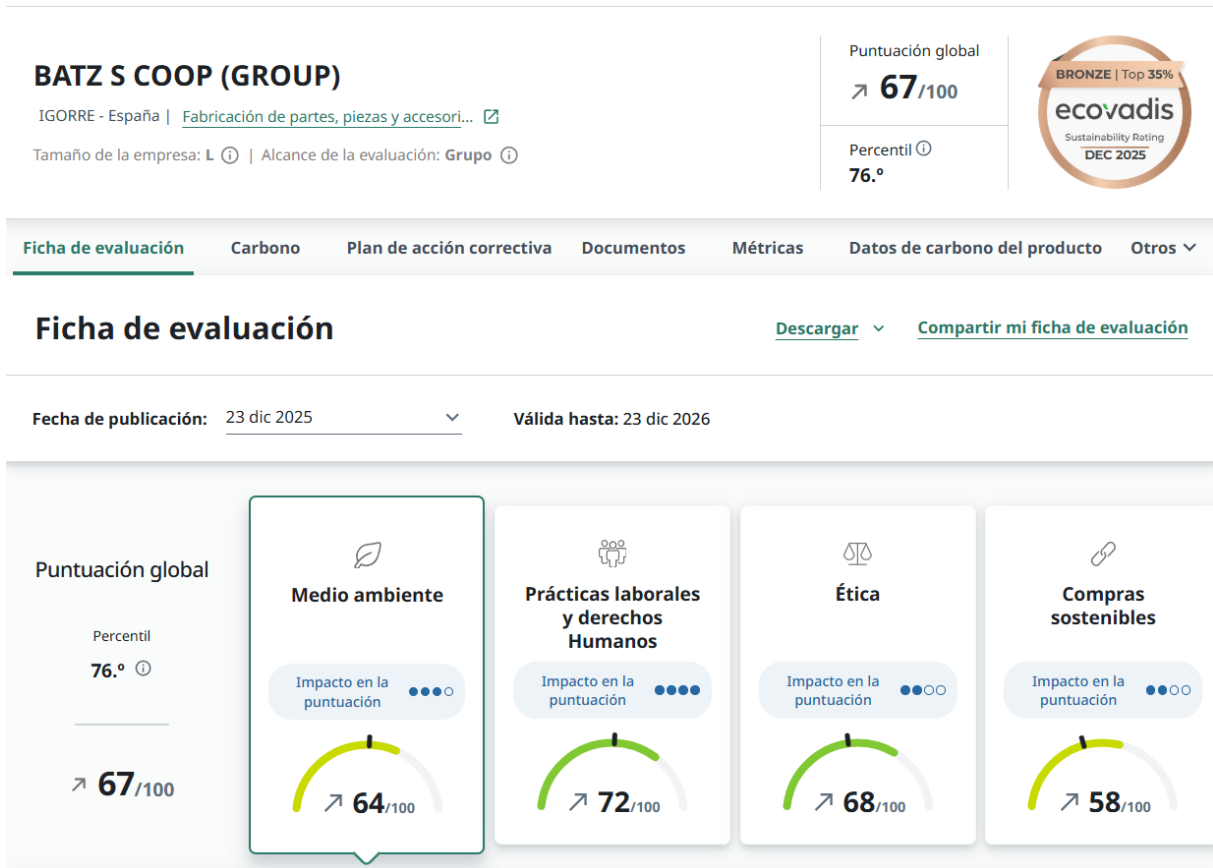 BATZ S COOP (GROUP)
IGORRE - España | Fabricación de partes, piezas y accesori...
Tamaño de la empresa: L | Alcance de la evaluación: Grupo
Puntuación global
67/100
Percentil
76.º
BRONZE | Top 35%
ecovadis
Sustainability Rating
DEC 2025
Ficha de evaluación Carbono Plan de acción correctiva Documentos Métricas Datos de carbono del producto Otros
Ficha de evaluación
Descargar Compartir mi ficha de evaluación
Fecha de publicación: 23 dic 2025 Válida hasta: 23 dic 2026
Puntuación global
Percentil
76.º
67/100
Medio ambiente
Impacto en la
puntuación
64/100
Prácticas laborales
y derechos
Humanos
Impacto en la
puntuación
72/100
Ética
Impacto en la
puntuación
68/100
Compras
sostenibles
Impacto en la
puntuación
58/100